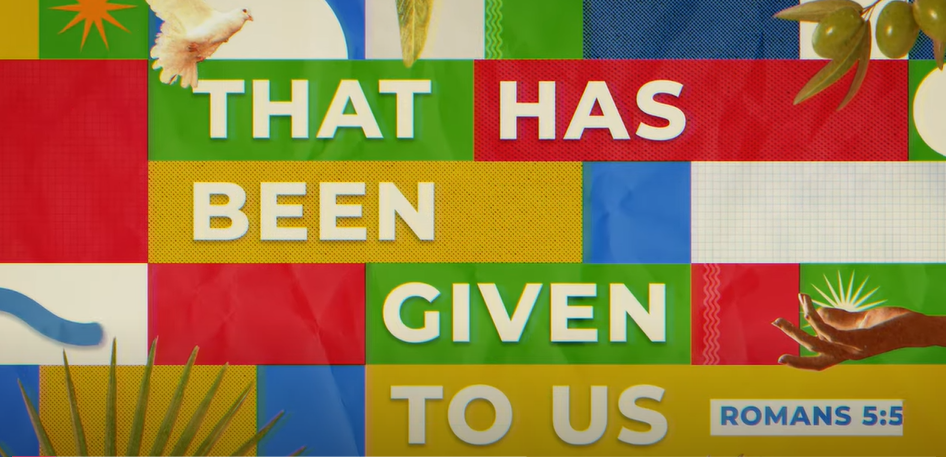 THAT HAS
BEEN
GIVEN
TO US
ROMANS 5:5